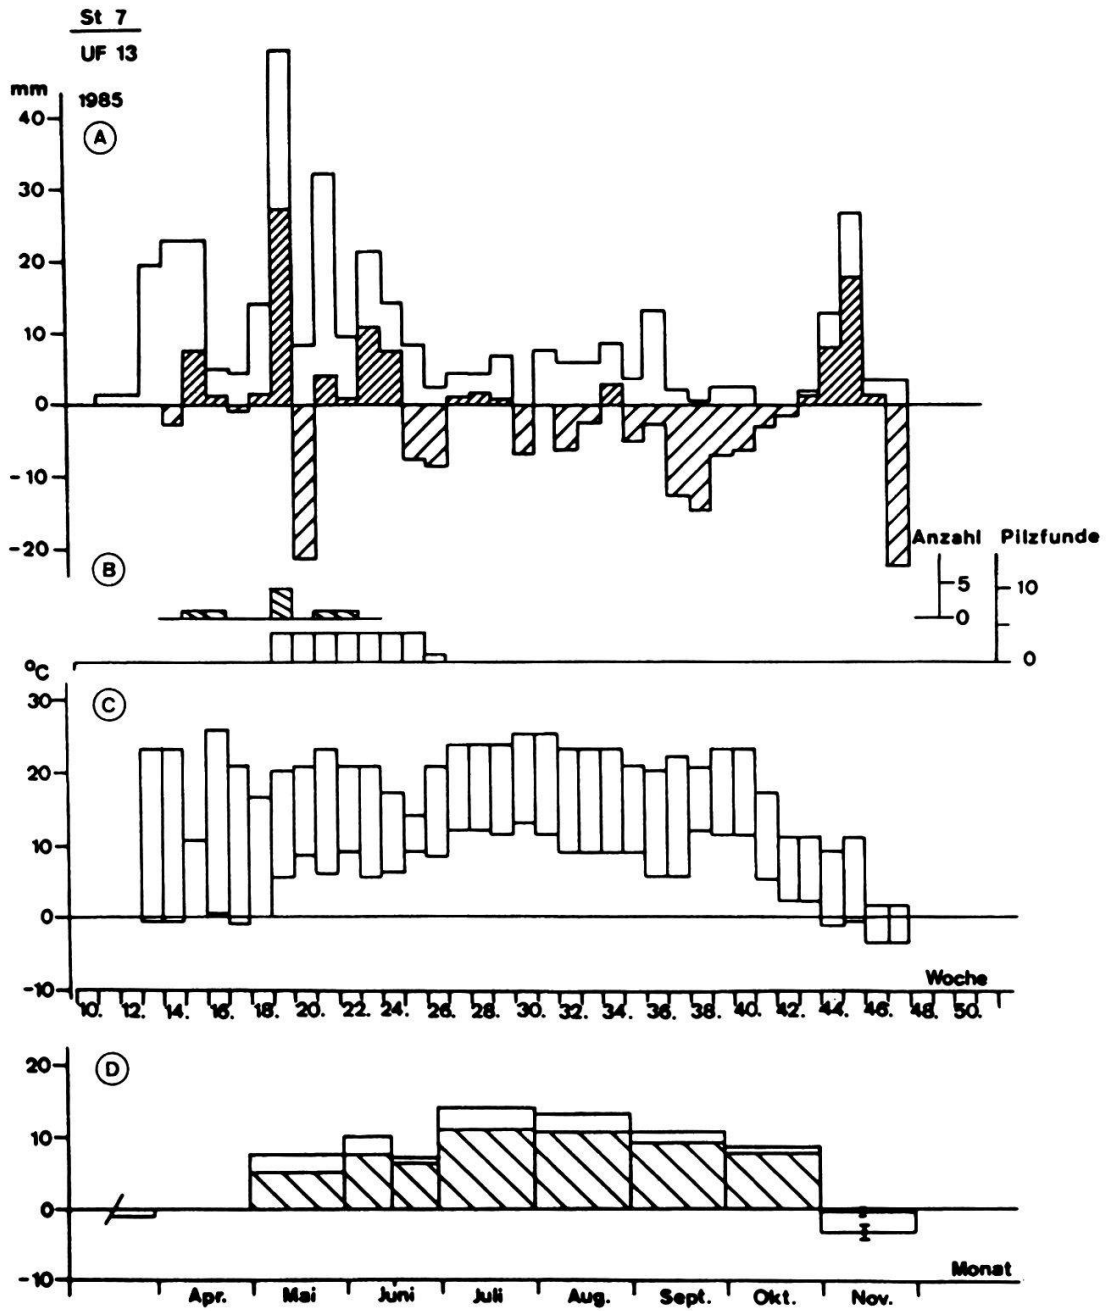 St 7
UF 13
mm
1985
A
40
30
20
10
0
-10
-20
B
Anzahl Pilzfunde
5
10
0
0
°C
C
30
20
10
0
-10
Woche
10. 12. 14. 16. 18. 20. 22. 24. 26. 28. 30. 32. 34. 36. 38. 40. 42. 44. 46. 48. 50.
D
20
10
0
-10
Monat
Apr. Mai Juni Juli Aug. Sept. Okt. Nov.